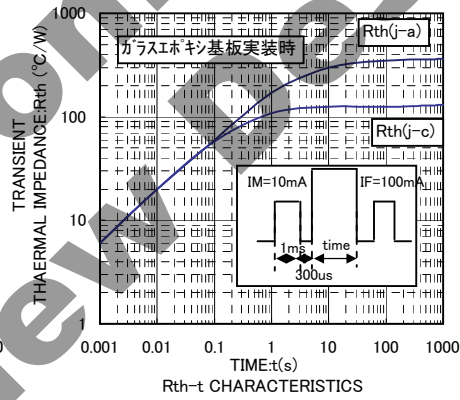 1000
TRANSIENT
THAERMAL IMPEDANCE:Rth (℃/W)
ｶﾞﾗｽｴﾎﾟｷｼ基板実装時
Rth(j-a)
100
Rth(j-c)
IM=10mA
IF=100mA
10
1ms
time
300us
1
0.001 0.01 0.1 1 10 100 1000
TIME:t(s)
Rth-t CHARACTERISTICS